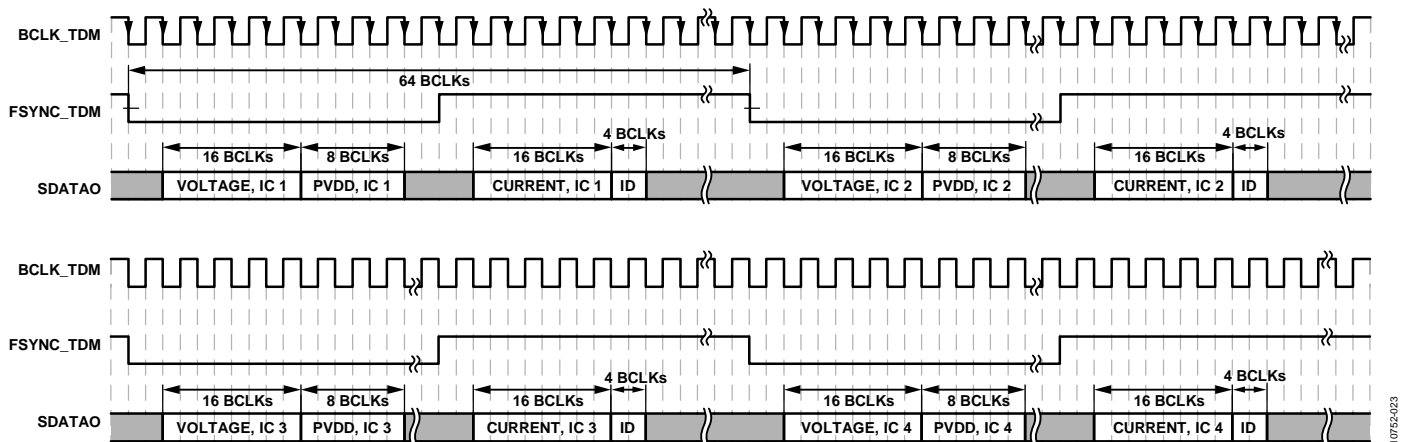 BCLK_TDM
64 BCLKs
FSYNC_TDM
4 BCLKs 4 BCLKs
16 BCLKs 8 BCLKs 16 BCLKs 16 BCLKs 8 BCLKs 16 BCLKs
SDATAO VOLTAGE, IC 1 PVDD, IC 1 CURRENT, IC 1 ID VOLTAGE, IC 2 PVDD, IC 2 CURRENT, IC 2 ID
BCLK_TDM
FSYNC_TDM
4 BCLKs 4 BCLKs
16 BCLKs 8 BCLKs 16 BCLKs 16 BCLKs 8 BCLKs 16 BCLKs
SDATAO VOLTAGE, IC 3 PVDD, IC 3 CURRENT, IC 3 ID VOLTAGE, IC 4 PVDD, IC 4 CURRENT, IC 4 ID
10752-023